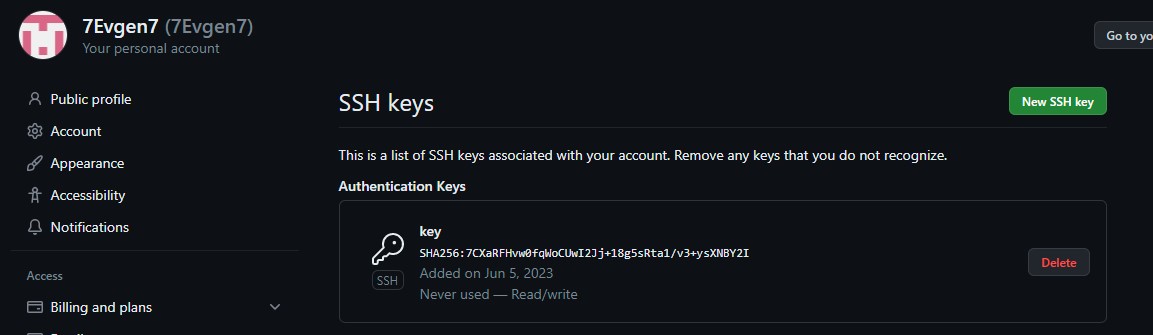 7Evgen7 (7Evgen7)
Your personal account
Go to yo
Public profile
Account
Appearance
Accessibility
Notifications
Access
Billing and plans
SSH keys
New SSH key
This is a list of SSH keys associated with your account. Remove any keys that you do not recognize.
Authentication Keys
key
SHA256:7CXaRFHvw0fqWoCUwI2Jj+18g5sRta1/v3+ysXNBY2I
SSH
Added on Jun 5, 2023
Never used — Read/write
Delete